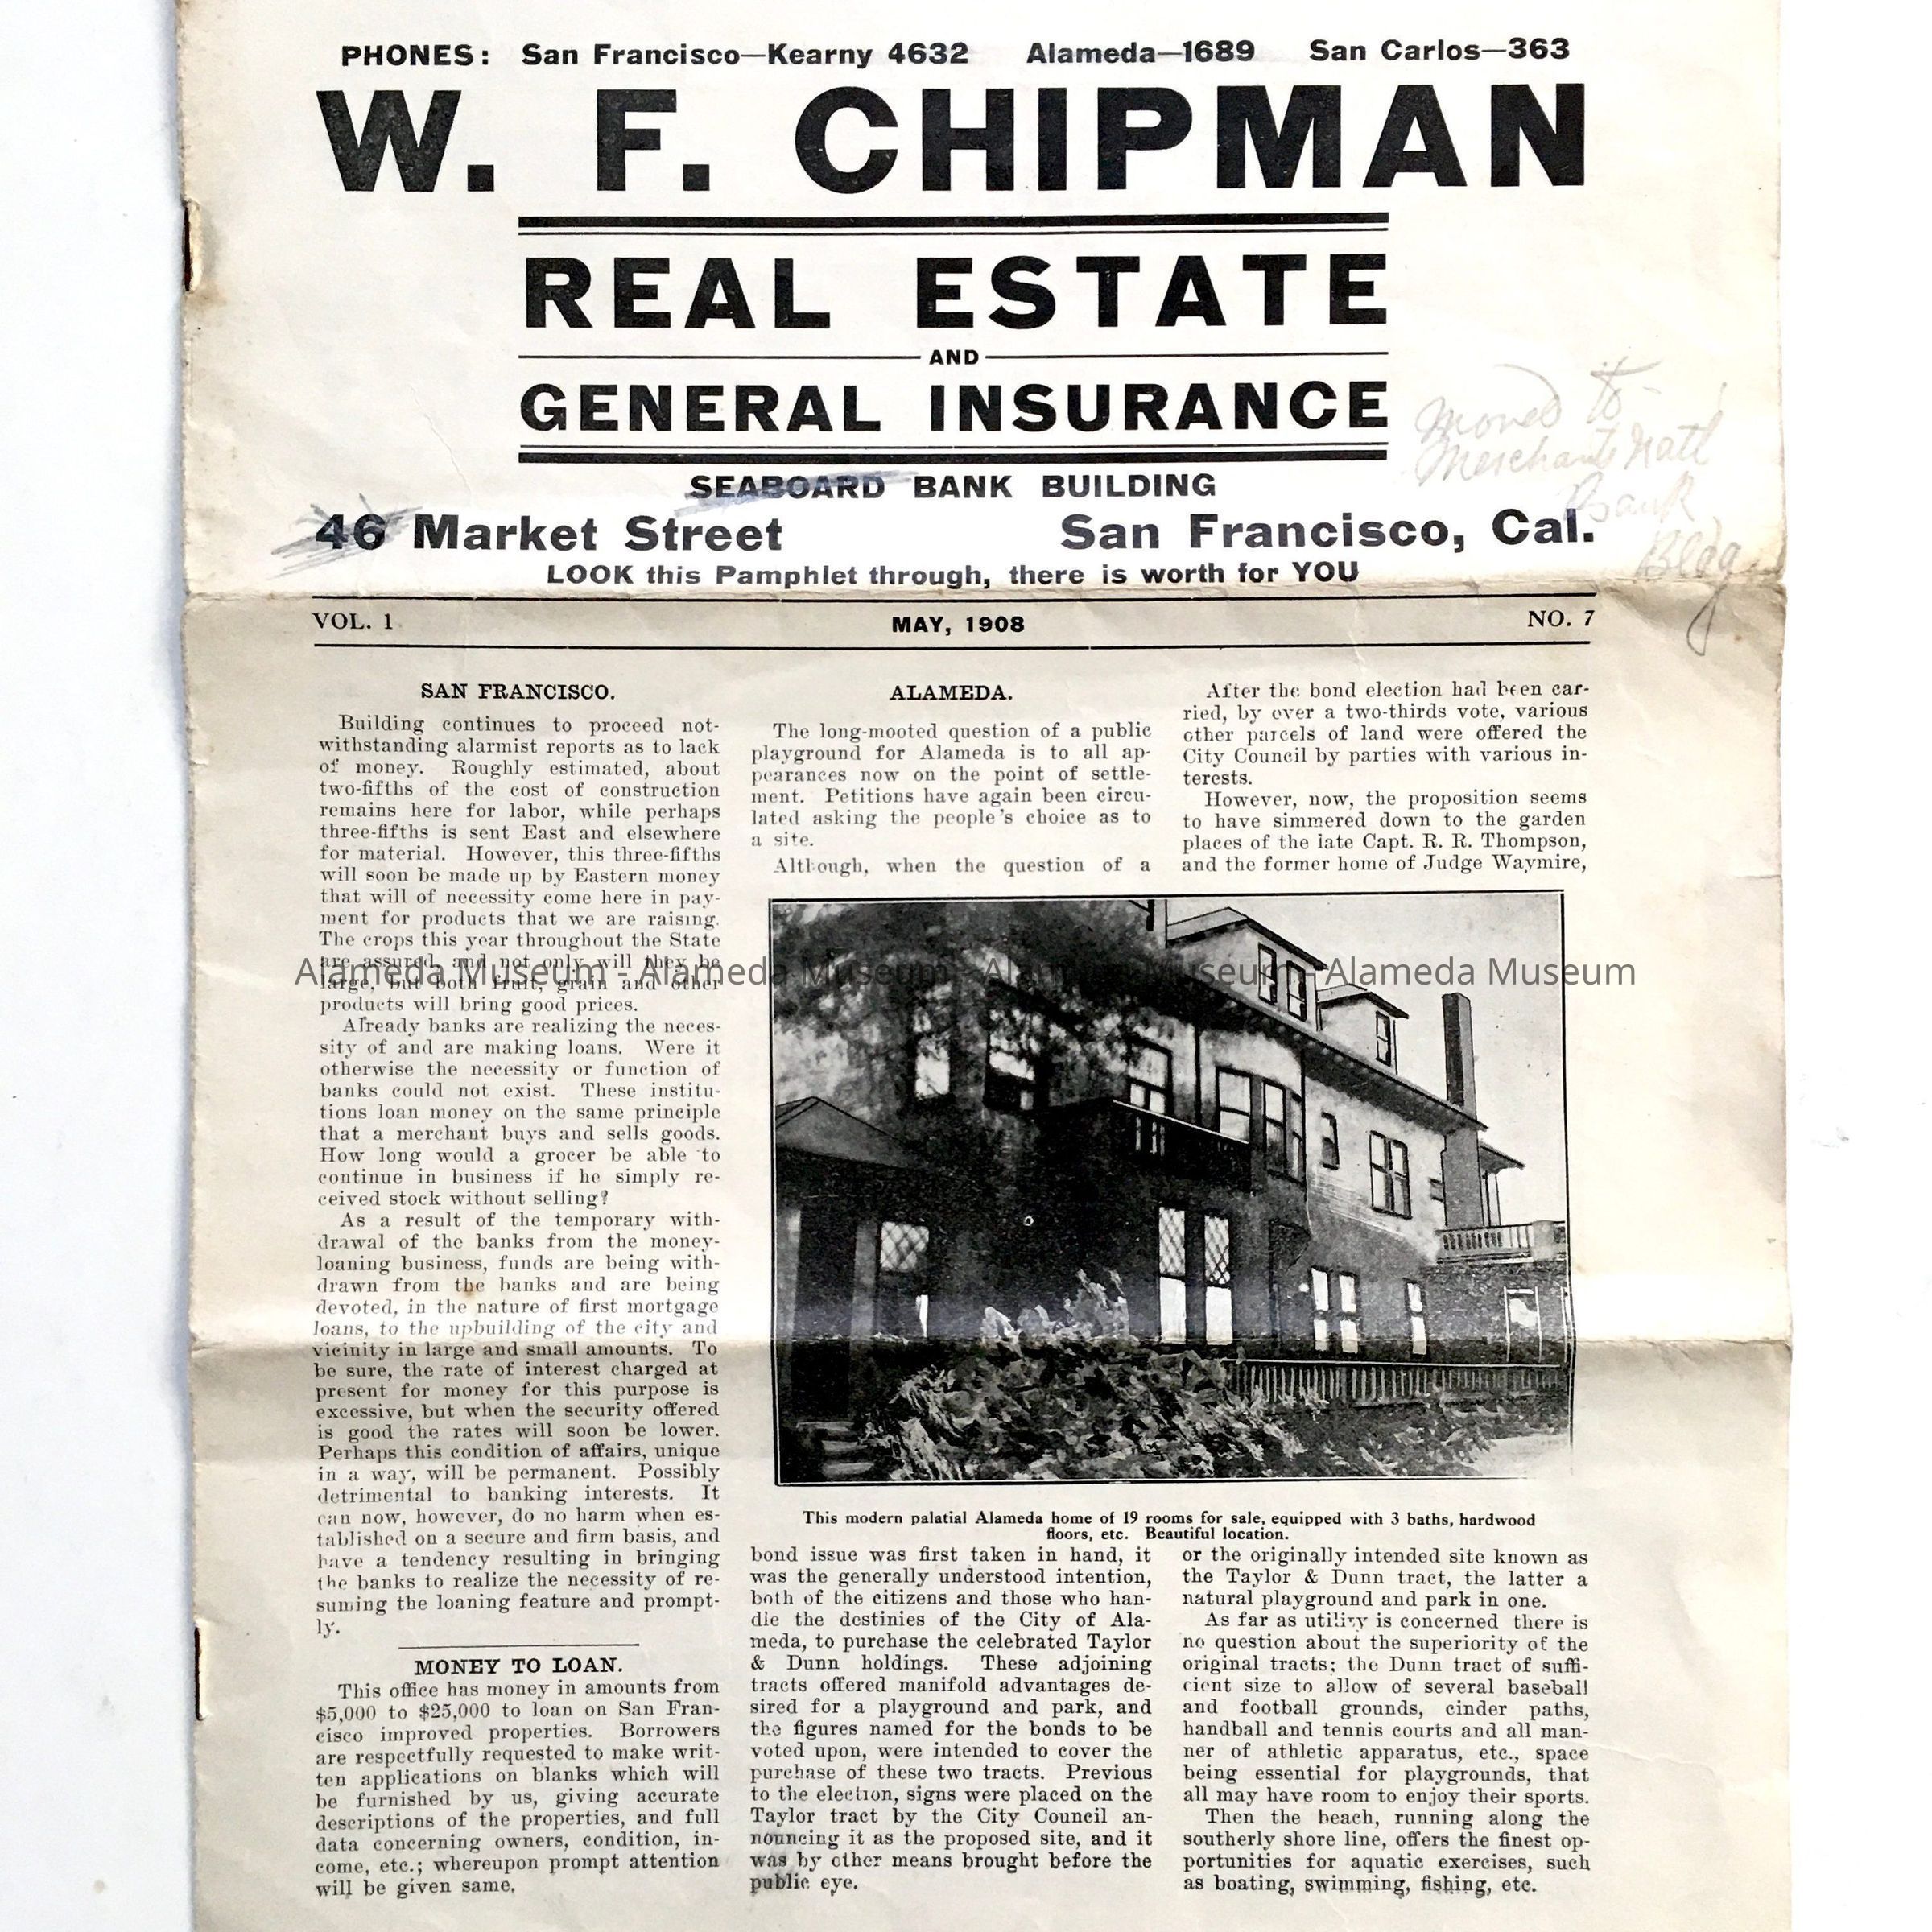 PHONES: San Francisco—Kearny 4632 Alameda—1689 San Carlos—363
W. F. CHIPMAN
REAL ESTATE
AND
GENERAL INSURANCE
SEABOARD BANK BUILDING
46 Market Street San Francisco, Cal.
LOOK this Pamphlet through, there is worth for YOU
Moved to
Merchants Natl
Bank
Bldg
VOL. 1 MAY, 1908 NO. 7
SAN FRANCISCO.
Building continues to proceed not-
withstanding alarmist reports as to lack
of money. Roughly estimated, about
two-fifths of the cost of construction
remains here for labor, while perhaps
three-fifths is sent East and elsewhere
for material. However, this three-fifths
will soon be made up by Eastern money
that will of necessity come here in pay-
ment for products that we are raising.
The crops this year throughout the State
are assured, and not only will they be
large, but both fruit, grain and other
products will bring good prices.
Already banks are realizing the neces-
sity of and are making loans. Were it
otherwise the necessity or function of
banks could not exist. These institu-
tions loan money on the same principle
that a merchant buys and sells goods.
How long would a grocer be able to
continue in business if he simply re-
ceived stock without selling?
As a result of the temporary with-
drawal of the banks from the money-
loaning business, funds are being with-
drawn from the banks and are being
devoted, in the nature of first mortgage
loans, to the upbuilding of the city and
vicinity in large and small amounts. To
be sure, the rate of interest charged at
present for money for this purpose is
excessive, but when the security offered
is good the rates will soon be lower.
Perhaps this condition of affairs, unique
in a way, will be permanent. Possibly
detrimental to banking interests. It
can now, however, do no harm when es-
tablished on a secure and firm basis, and
have a tendency resulting in bringing
the banks to realize the necessity of re-
suming the loaning feature and prompt-
ly.
MONEY TO LOAN.
This office has money in amounts from
$5,000 to $25,000 to loan on San Fran-
cisco improved properties. Borrowers
are respectfully requested to make writ-
ten applications on blanks which will
be furnished by us, giving accurate
descriptions of the properties, and full
data concerning owners, condition, in-
come, etc.; whereupon prompt attention
will be given same.
ALAMEDA.
The long-mooted question of a public
playground for Alameda is to all ap-
pearances now on the point of settle-
ment. Petitions have again been circu-
lated asking the people's choice as to
a site.
Although, when the question of a
bond issue was first taken in hand, it
was the generally understood intention,
both of the citizens and those who han-
dle the destinies of the City of Ala-
meda, to purchase the celebrated Taylor
& Dunn holdings. These adjoining
tracts offered manifold advantages de-
sired for a playground and park, and
the figures named for the bonds to be
voted upon, were intended to cover the
purchase of these two tracts. Previous
to the election, signs were placed on the
Taylor tract by the City Council an-
nouncing it as the proposed site, and it
was by other means brought before the
public eye.
After the bond election had been car-
ried, by over a two-thirds vote, various
other parcels of land were offered the
City Council by parties with various in-
terests.
However, now, the proposition seems
to have simmered down to the garden
places of the late Capt. R. R. Thompson,
and the former home of Judge Waymire,
This modern palatial Alameda home of 19 rooms for sale, equipped with 3 baths, hardwood
floors, etc. Beautiful location.
or the originally intended site known as
the Taylor & Dunn tract, the latter a
natural playground and park in one.
As far as utility is concerned there is
no question about the superiority of the
original tracts; the Dunn tract of suffi-
cient size to allow of several baseball
and football grounds, cinder paths,
handball and tennis courts and all man-
ner of athletic apparatus, etc., space
being essential for playgrounds, that
all may have room to enjoy their sports.
Then the beach, running along the
southerly shore line, offers the finest op-
portunities for aquatic exercises, such
as boating, swimming, fishing, etc.
Alameda Museum - Alameda Museum - Alameda Museum - Alameda Museum